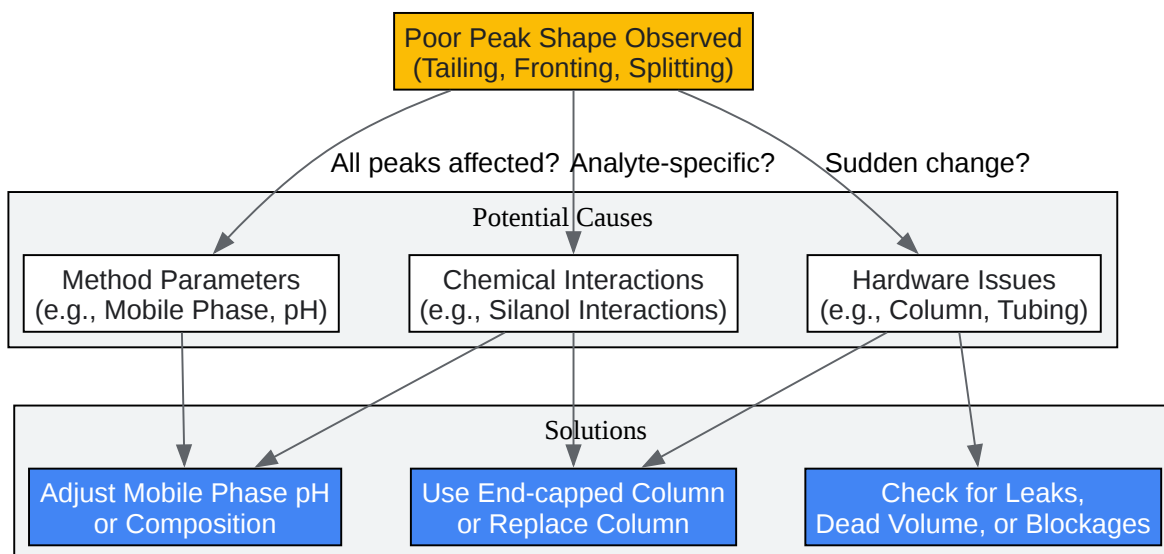 Poor Peak Shape Observed
(Tailing, Fronting, Splitting)
All peaks affected?
Analyte-specific?
Sudden change?
Potential Causes
Method Parameters
(e.g., Mobile Phase, pH)
Chemical Interactions
(e.g., Silanol Interactions)
Hardware Issues
(e.g., Column, Tubing)
Solutions
Adjust Mobile Phase pH
or Composition
Use End-capped Column
or Replace Column
Check for Leaks,
Dead Volume, or Blockages